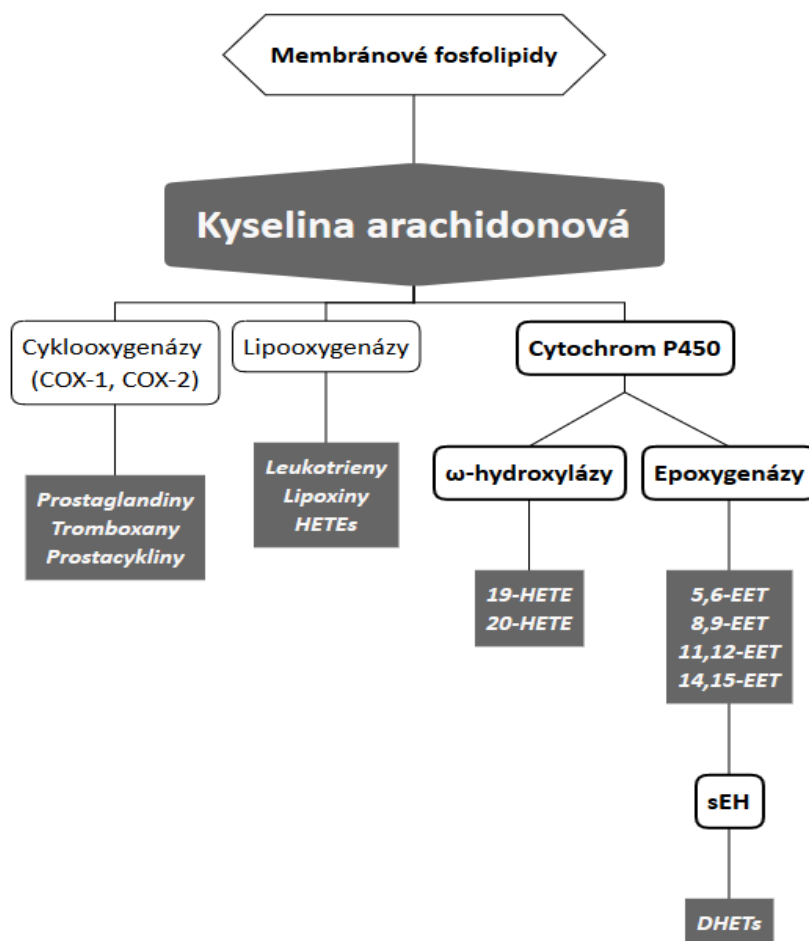 Membránové fosfolipidy
Kyselina arachidonová
Cyklooxygenázy
(COX-1, COX-2)
Lipooxygenázy
Cytochrom P450
Prostaglandiny
Tromboxany
Prostacykliny
Leukotrieny
Lipoxiny
HETEs
ω-hydroxylázy
Epoxygenázy
19-HETE
20-HETE
5,6-EET
8,9-EET
11,12-EET
14,15-EET
sEH
DHETs